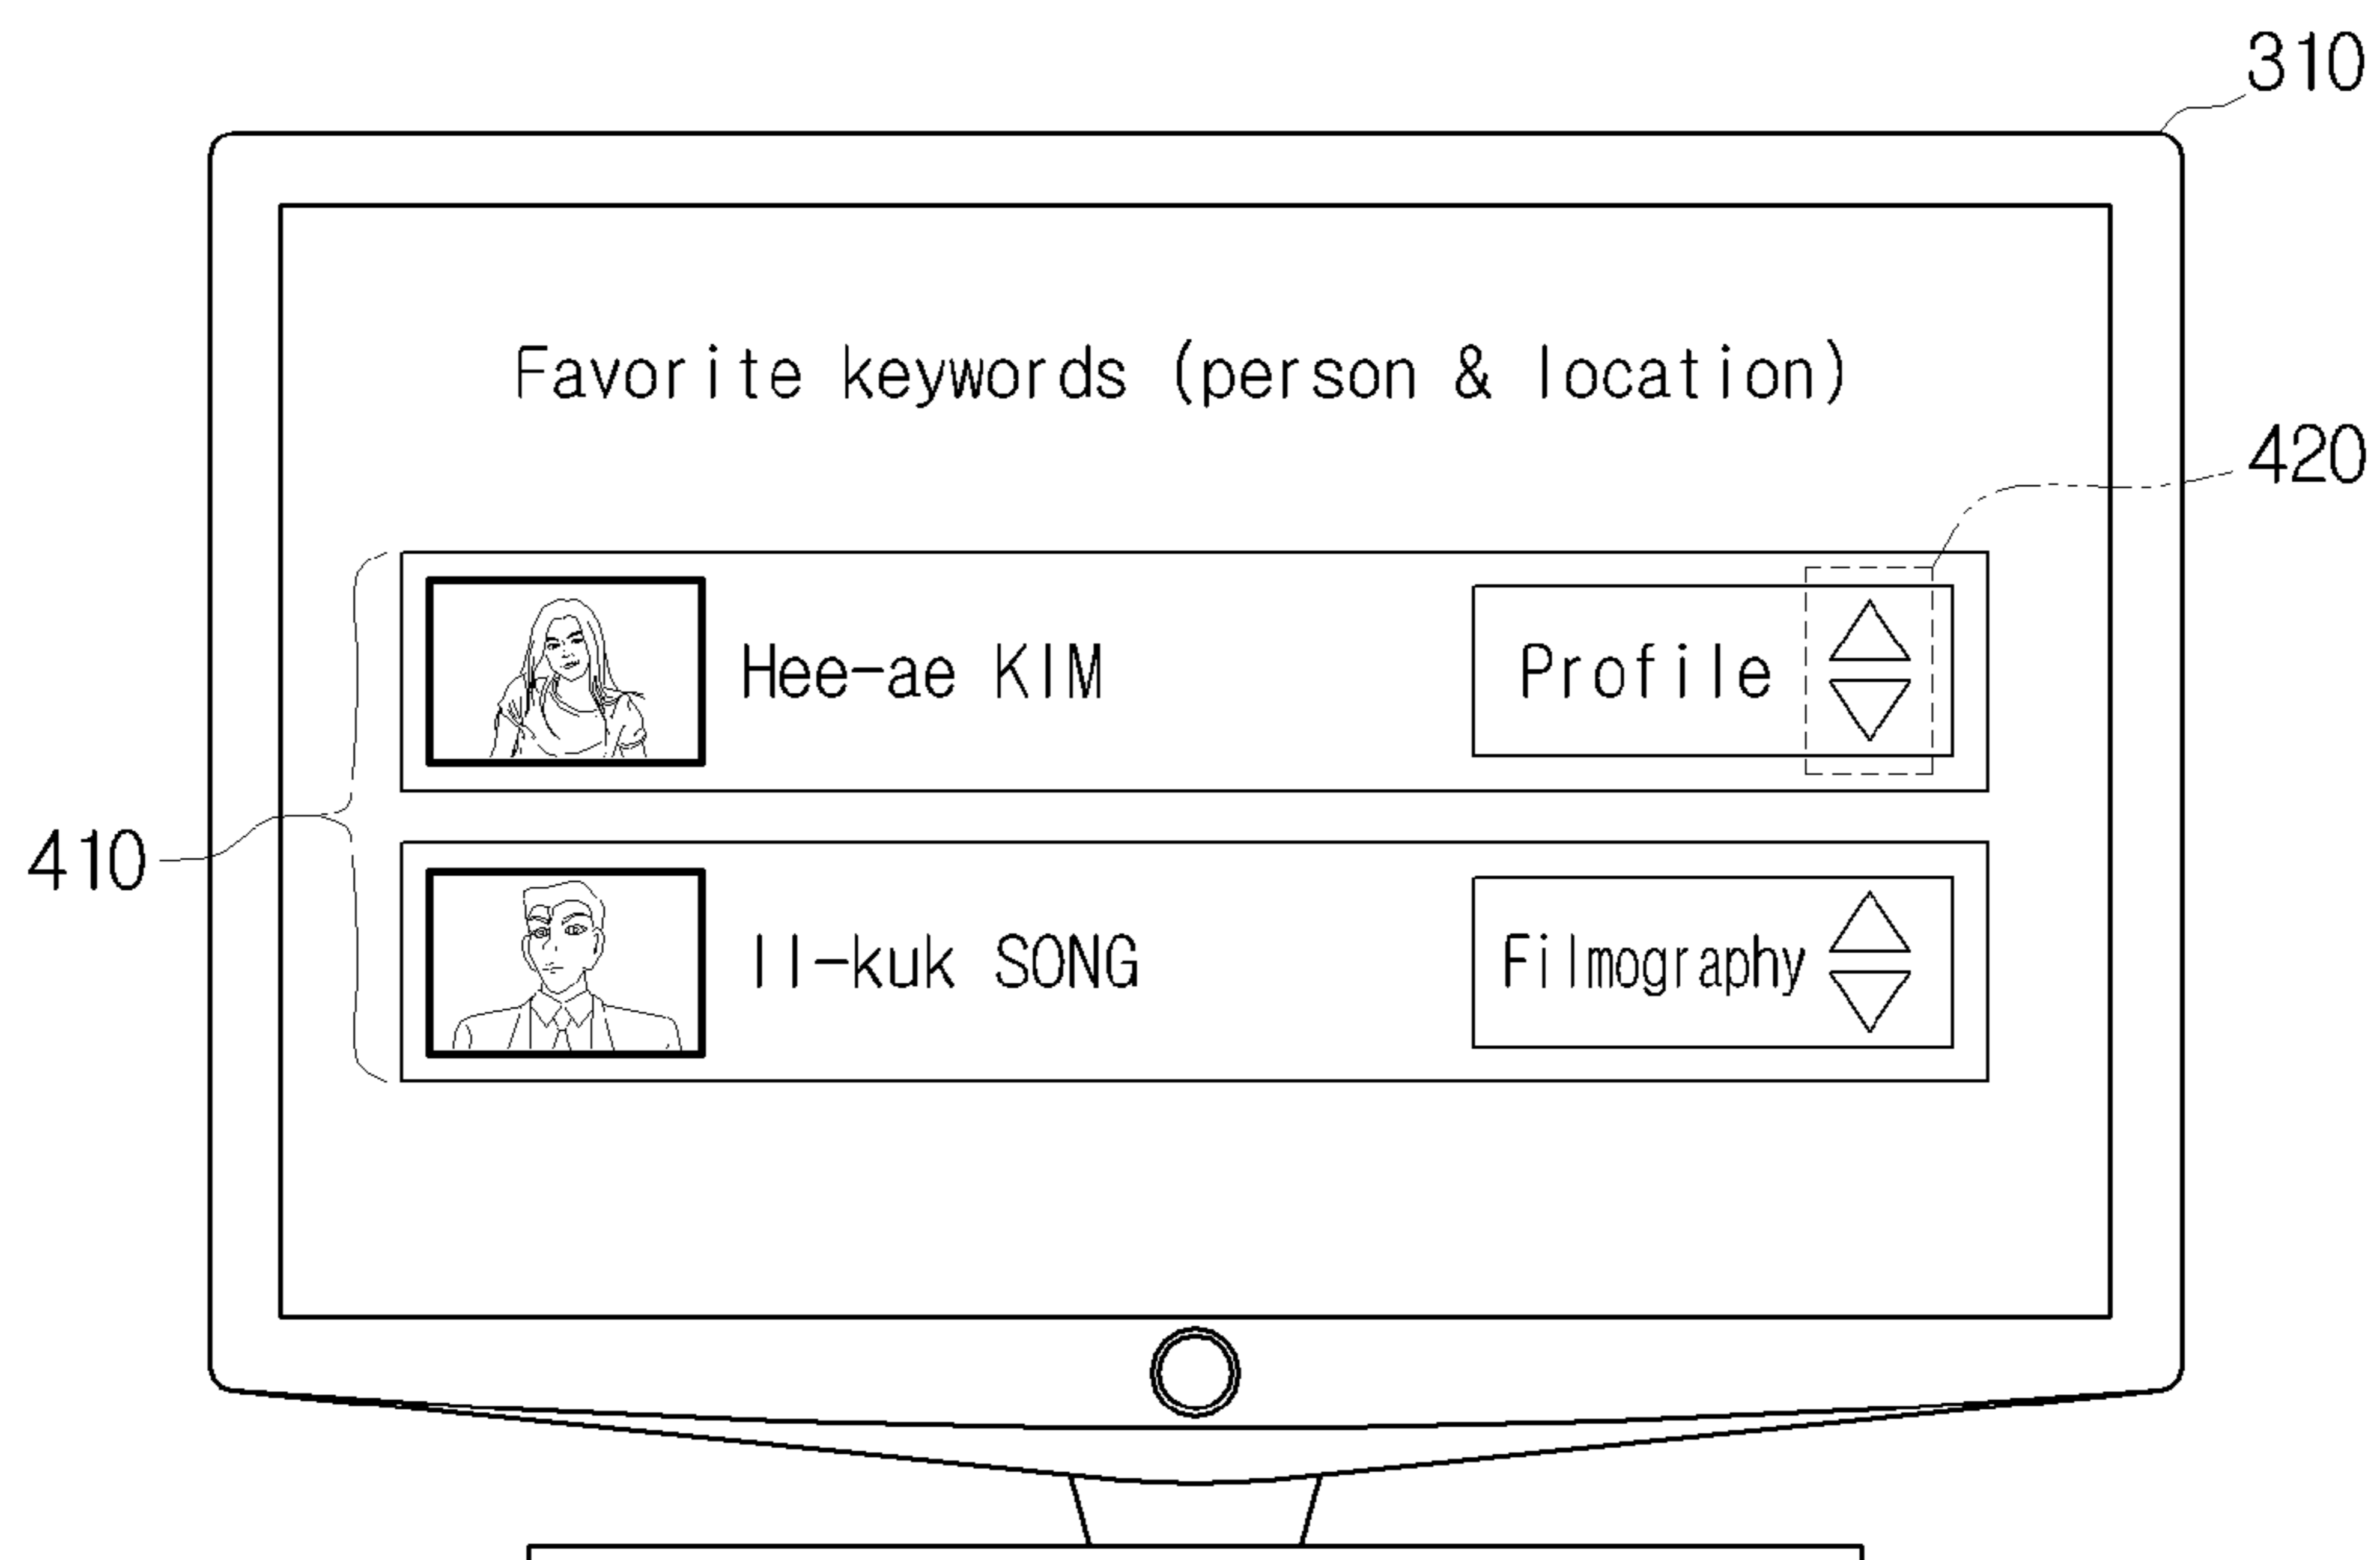 310
Favorite keywords (person & location)
420
Hee-ae KIM
Profile
410
Il-kuk SONG
Filmography